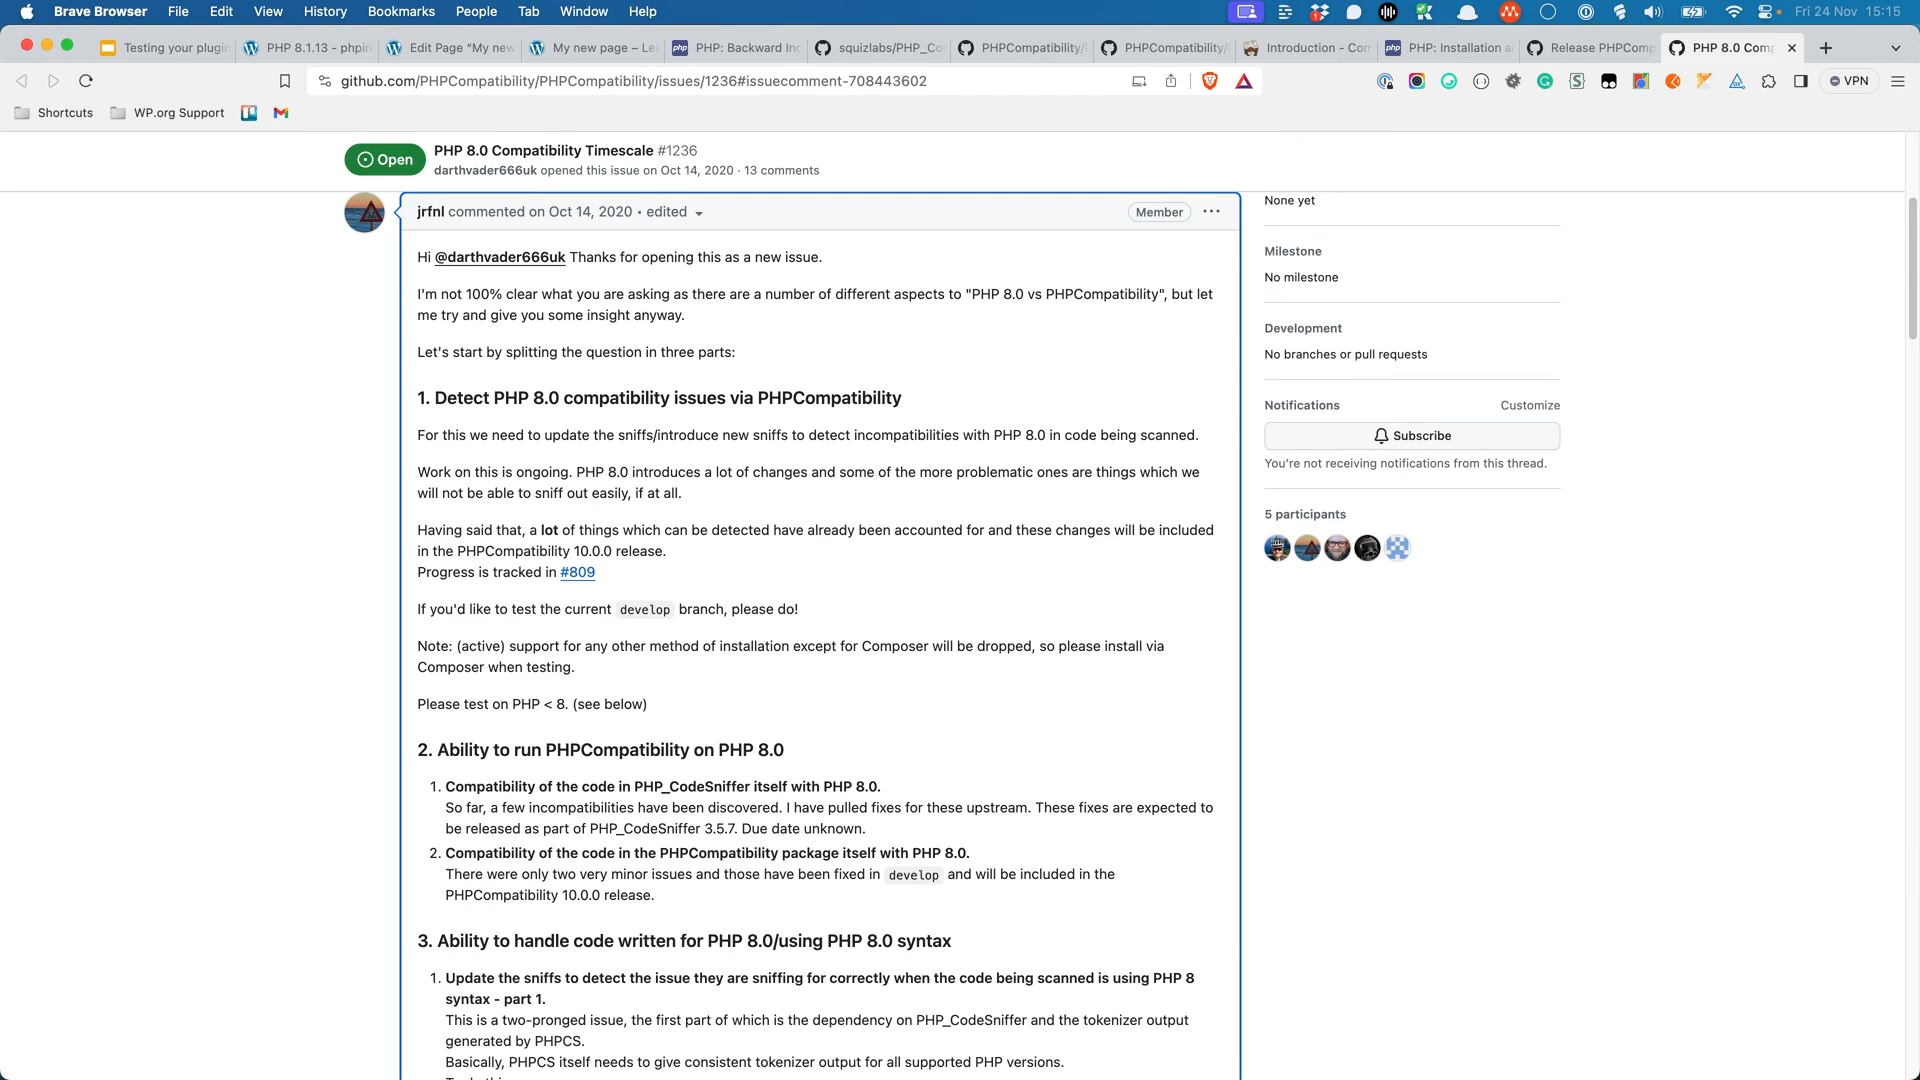 Brave Browser File Edit View History Bookmarks People Tab Window Help Fri 24 Nov 15:15
Testing your plugin PHP 8.1.13 - phpin Edit Page “My new My new page – Lea PHP: Backward Inc squizlabs/PHP_Co PHPCompatibility/ PHPCompatibility/ Introduction - Com PHP: Installation a Release PHPComp PHP 8.0 Comp
github.com/PHPCompatibility/PHPCompatibility/issues/1236#issuecomment-708443602 VPN
Shortcuts WP.org Support
Open
PHP 8.0 Compatibility Timescale #1236
darthvader666uk opened this issue on Oct 14, 2020 · 13 comments
jrfnl commented on Oct 14, 2020 • edited Member
Hi @darthvader666uk Thanks for opening this as a new issue.
I'm not 100% clear what you are asking as there are a number of different aspects to "PHP 8.0 vs PHPCompatibility", but let
me try and give you some insight anyway.
Let's start by splitting the question in three parts:
1. Detect PHP 8.0 compatibility issues via PHPCompatibility
For this we need to update the sniffs/introduce new sniffs to detect incompatibilities with PHP 8.0 in code being scanned.
Work on this is ongoing. PHP 8.0 introduces a lot of changes and some of the more problematic ones are things which we
will not be able to sniff out easily, if at all.
Having said that, a lot of things which can be detected have already been accounted for and these changes will be included
in the PHPCompatibility 10.0.0 release.
Progress is tracked in #809
If you'd like to test the current develop branch, please do!
Note: (active) support for any other method of installation except for Composer will be dropped, so please install via
Composer when testing.
Please test on PHP < 8. (see below)
2. Ability to run PHPCompatibility on PHP 8.0
1. Compatibility of the code in PHP_CodeSniffer itself with PHP 8.0.
So far, a few incompatibilities have been discovered. I have pulled fixes for these upstream. These fixes are expected to
be released as part of PHP_CodeSniffer 3.5.7. Due date unknown.
2. Compatibility of the code in the PHPCompatibility package itself with PHP 8.0.
There were only two very minor issues and those have been fixed in develop and will be included in the
PHPCompatibility 10.0.0 release.
3. Ability to handle code written for PHP 8.0/using PHP 8.0 syntax
1. Update the sniffs to detect the issue they are sniffing for correctly when the code being scanned is using PHP 8
syntax - part 1.
This is a two-pronged issue, the first part of which is the dependency on PHP_CodeSniffer and the tokenizer output
generated by PHPCS.
Basically, PHPCS itself needs to give consistent tokenizer output for all supported PHP versions.
None yet
Milestone
No milestone
Development
No branches or pull requests
Notifications Customize
Subscribe
You’re not receiving notifications from this thread.
5 participants